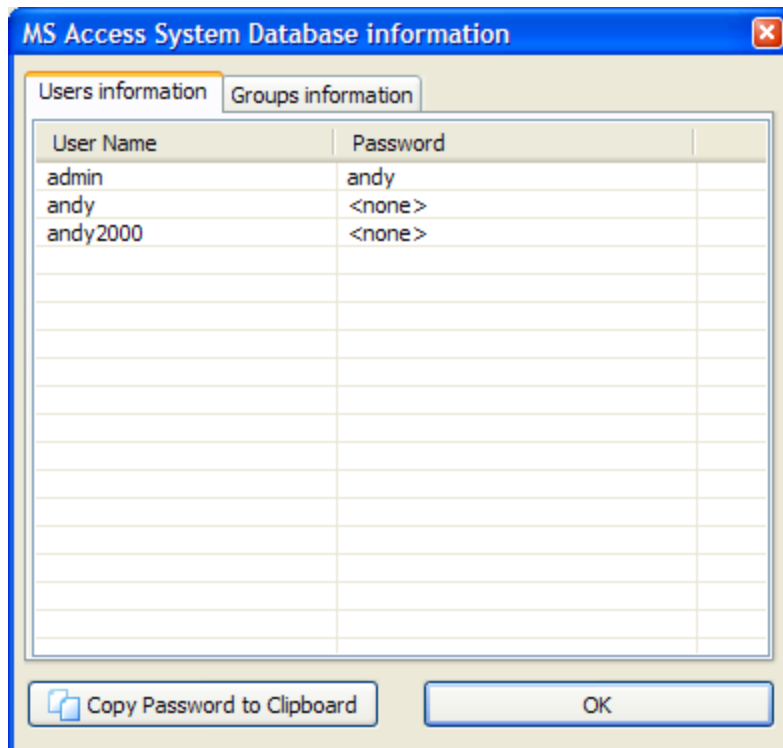 MS Access System Database information
Users information Groups information
User Name Password
admin andy
andy <none>
andy2000 <none>
Copy Password to Clipboard OK